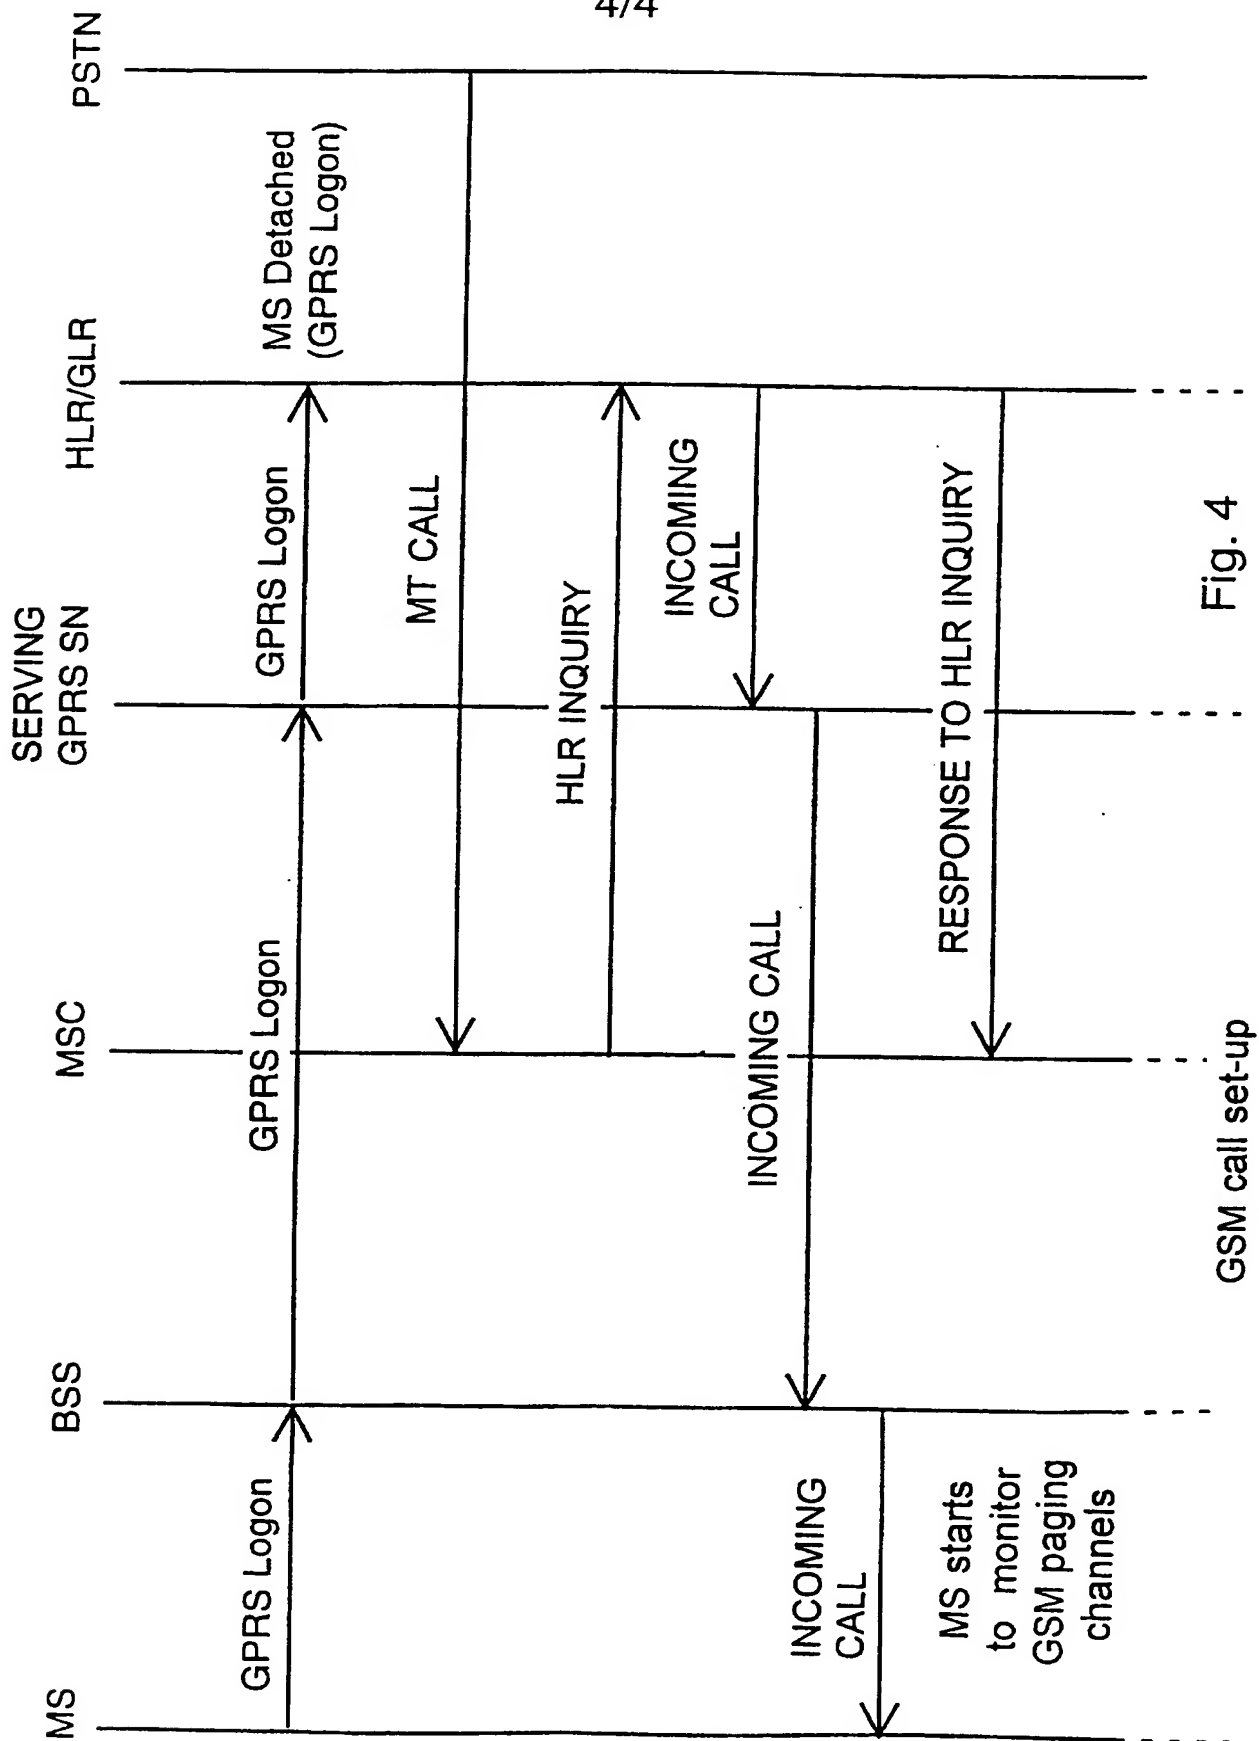 4/4
MS
BSS
MSC
SERVING
GPRS SN
HLR/GLR
PSTN
GPRS Logon
GPRS Logon
GPRS Logon
MS Detached
(GPRS Logon)
MT CALL
HLR INQUIRY
INCOMING
CALL
INCOMING CALL
INCOMING
CALL
RESPONSE TO HLR INQUIRY
MS starts
to monitor
GSM paging
channels
GSM call set-up
Fig. 4